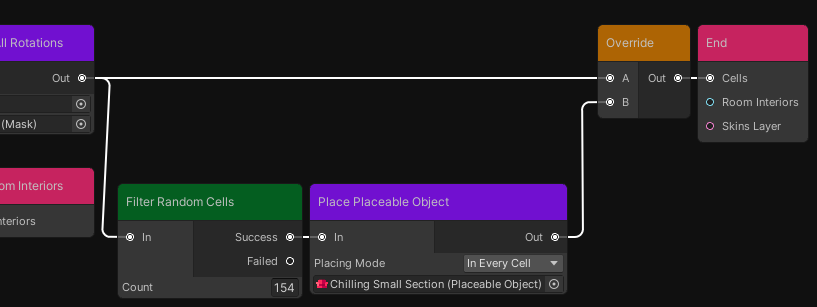 All Rotations
Override
End
Out
A
Out
Cells
B
Room Interiors
(Mask)
Skins Layer
om Interiors
Filter Random Cells
Place Placeable Object
nteriors
In
Success
In
Out
Failed
Placing Mode
In Every Cell
Count
154
Chilling Small Section (Placeable Object)